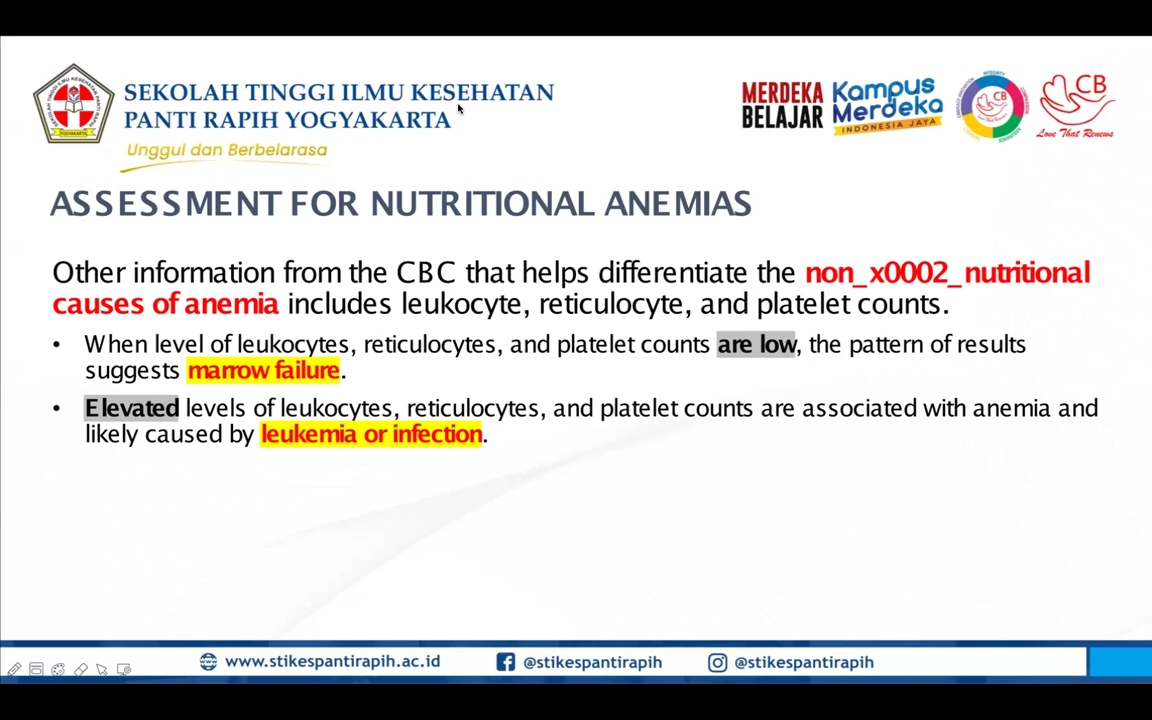 SEKOLAH TINGGI ILMU KESEHATAN
PANTI RAPIH YOGYAKARTA
Unggul dan Berbelarasa
MERDEKA
BELAJAR
Kampus
Merdeka
INDONESIA JAYA
CB
CB
Love That Renews
ASSESSMENT FOR NUTRITIONAL ANEMIAS
Other information from the CBC that helps differentiate the non_x0002_nutritional
causes of anemia includes leukocyte, reticulocyte, and platelet counts.
• When level of leukocytes, reticulocytes, and platelet counts are low, the pattern of results
suggests marrow failure.
• Elevated levels of leukocytes, reticulocytes, and platelet counts are associated with anemia and
likely caused by leukemia or infection.
www.stikespantirapih.ac.id
@stikespantirapih
@stikespantirapih